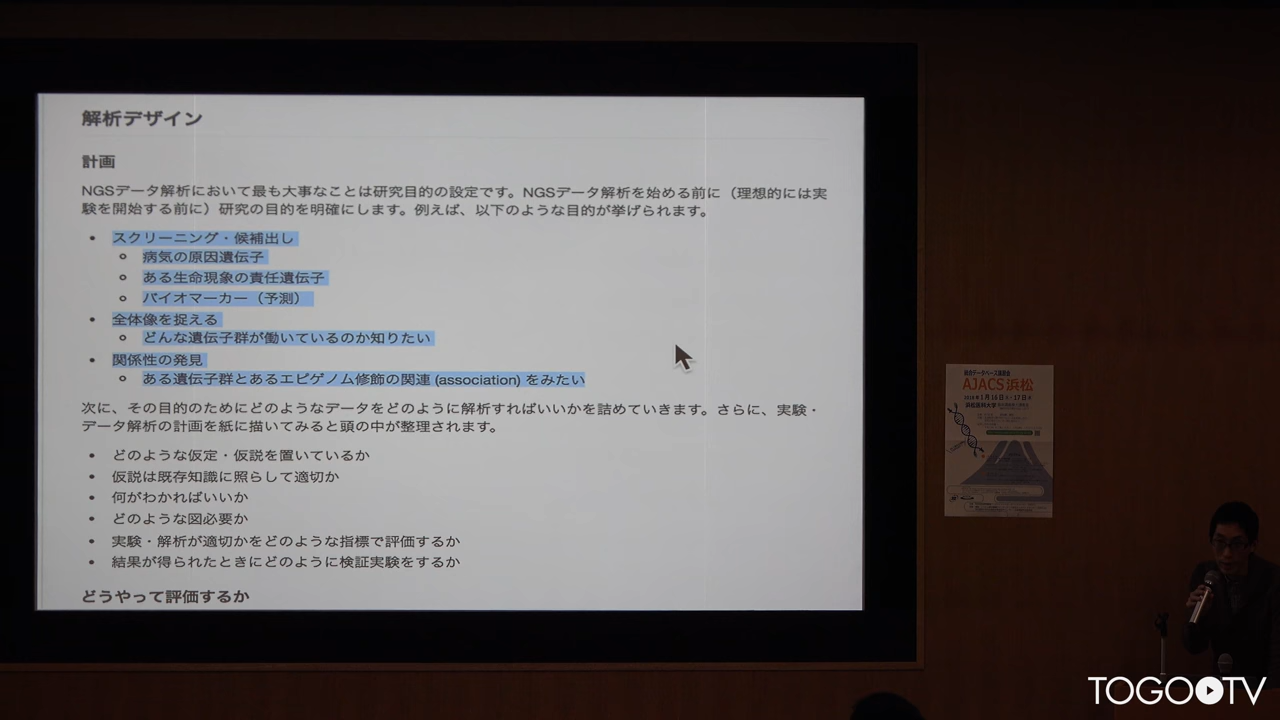 解析デザイン
計画
NGSデータ解析において最も大事なことは研究目的の設定です。NGSデータ解析を始める前に（理想的には実
験を開始する前に）研究の目的を明確にします。例えば、以下のような目的が挙げられます。
スクリーニング・候補出し
病気の原因遺伝子
ある生命現象の責任遺伝子
バイオマーカー（予測）
全体像を捉える
どんな遺伝子群が働いているのか知りたい
関係性の発見
ある遺伝子群とあるエピゲノム修飾の関連 (association) をみたい
次に、その目的のためにどのようなデータをどのように解析すればいいかを詰めていきます。さらに、実験・
データ解析の計画を紙に描いてみると頭の中が整理されます。
どのような仮定・仮説を置いているか
仮説は既存知識に照らして適切か
何がわかればいいか
どのような図必要か
実験・解析が適切かをどのような指標で評価するか
結果が得られたときにどのように検証実験をするか
どうやって評価するか
統合データベース講習会
AJACS浜松
浜松医科大学
TOGO TV